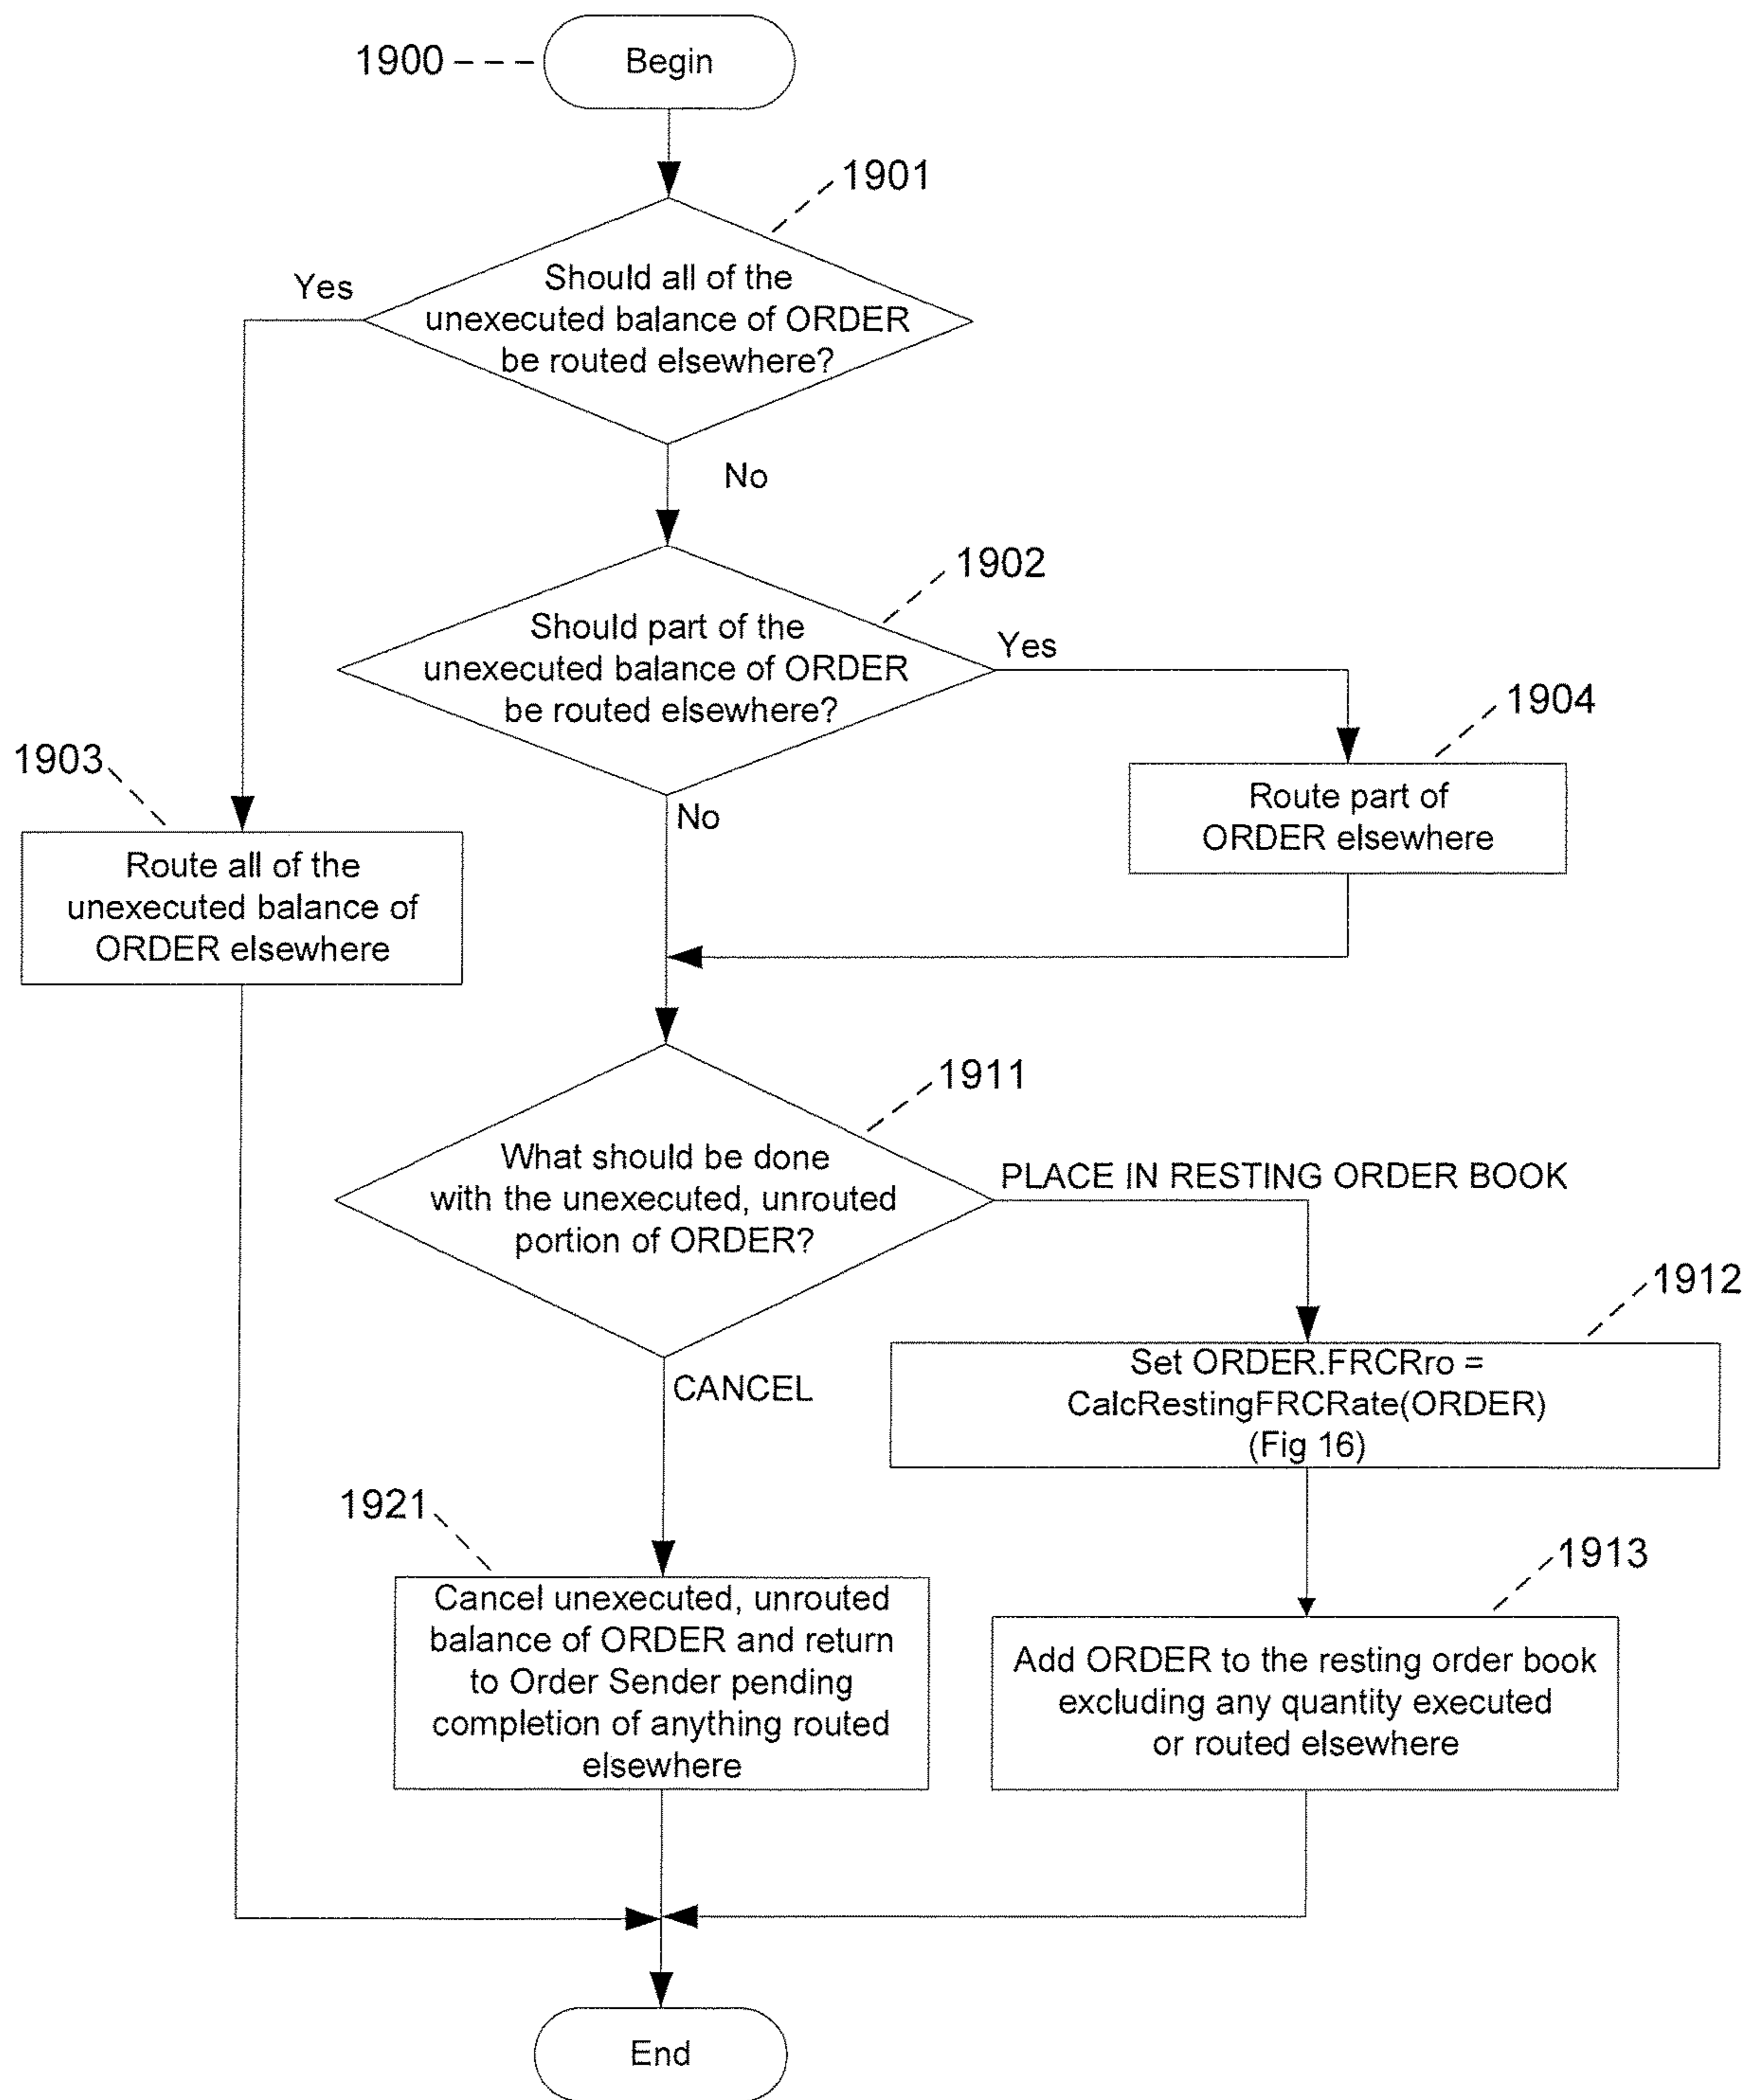 1900
Begin
1901
Should all of the
unexecuted balance of ORDER
be routed elsewhere?
Yes
No
1902
Should part of the
unexecuted balance of ORDER
be routed elsewhere?
Yes
1904
Route part of
ORDER elsewhere
1903
Route all of the
unexecuted balance of
ORDER elsewhere
No
1911
What should be done
with the unexecuted, unrouted
portion of ORDER?
PLACE IN RESTING ORDER BOOK
1912
Set ORDER.FRCRro =
CalcRestingFRCRate(ORDER)
(Fig 16)
CANCEL
1921
Cancel unexecuted, unrouted
balance of ORDER and return
to Order Sender pending
completion of anything routed
elsewhere
1913
Add ORDER to the resting order book
excluding any quantity executed
or routed elsewhere
End